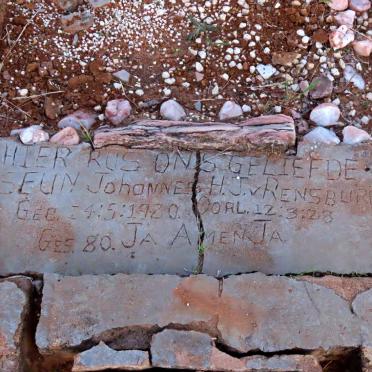 HIER RUS ONS GELIEFDE
SEUN JOHANNES H.J.V RENSBURG
GEB. 24:5:1920. OORL. 12.3:28
GES. 80. JA AMEN JA